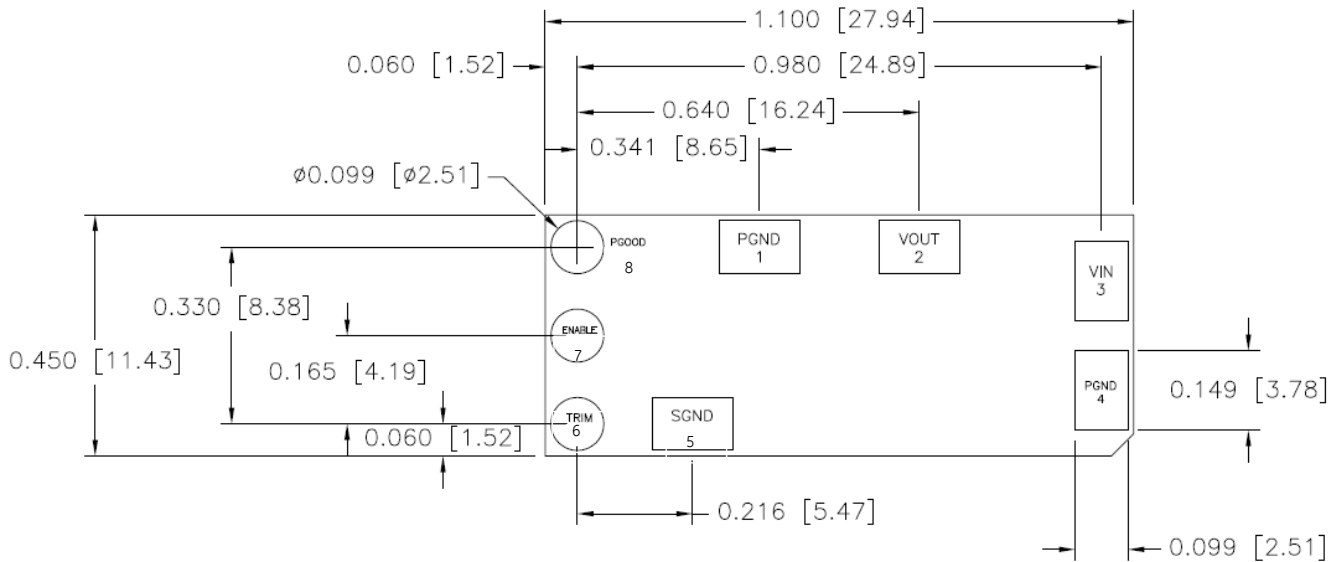 1.100 [27.94]
0.060 [1.52]
0.980 [24.89]
0.640 [16.24]
0.341 [8.65]
ø0.099 [ø2.51]
PGOOD
8
PGND
1
VOUT
2
VIN
3
0.330 [8.38]
ENABLE
7
0.450 [11.43]
0.165 [4.19]
PGND
4
0.149 [3.78]
TRIM
6
SGND
5
0.060 [1.52]
0.216 [5.47]
0.099 [2.51]